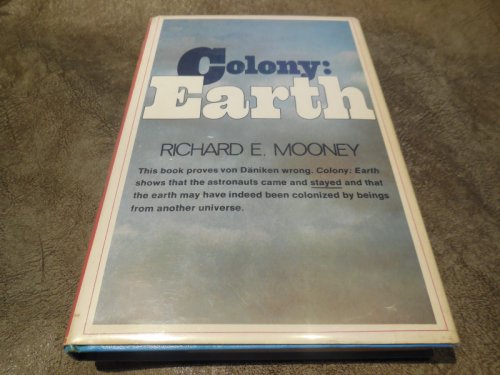 Colony:
Earth
RICHARD E. MOONEY
This book proves von Däniken wrong. Colony: Earth
shows that the astronauts came and stayed and that
the earth may have indeed been colonized by beings
from another universe.